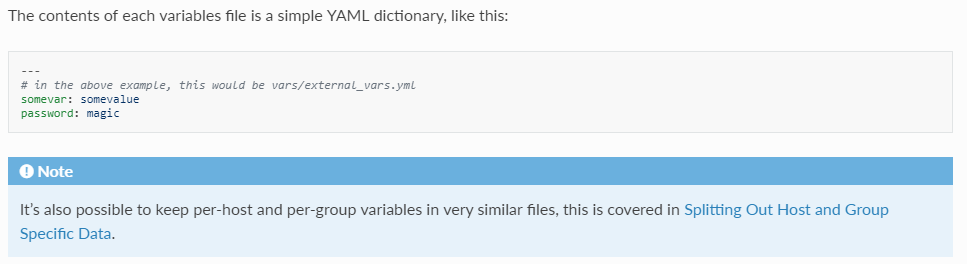 The contents of each variables file is a simple YAML dictionary, like this:
---
# in the above example, this would be vars/external_vars.yml
somevar: somevalue
password: magic
Note
It's also possible to keep per-host and per-group variables in very similar files, this is covered in Splitting Out Host and Group
Specific Data.